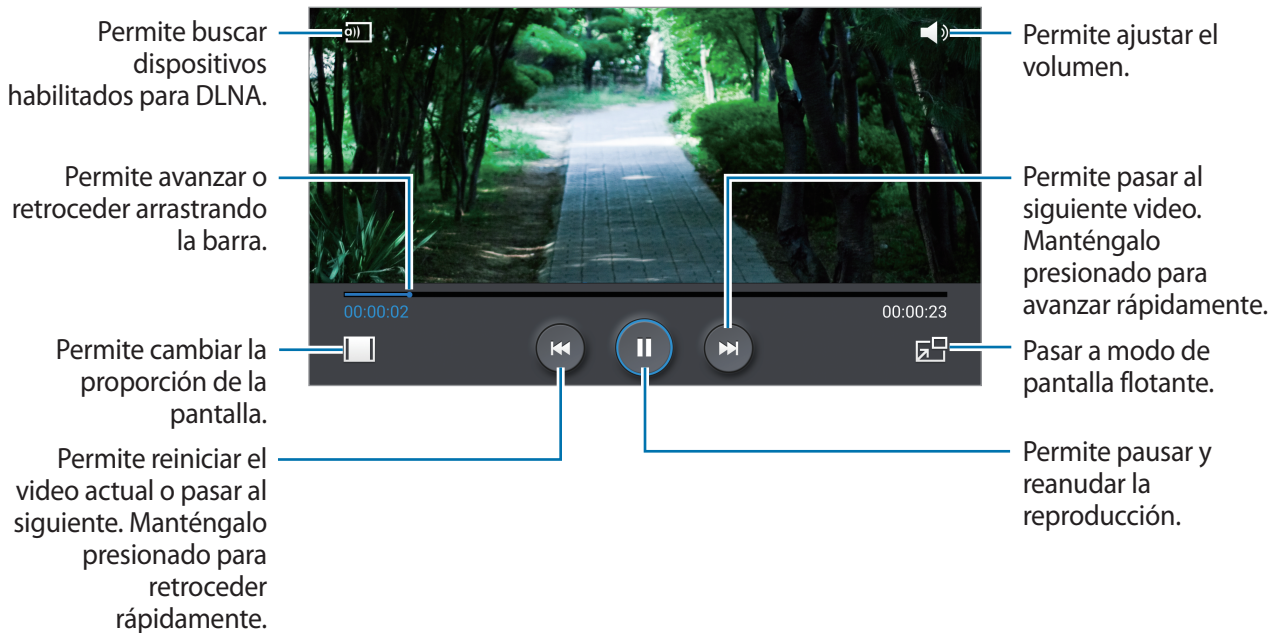 Permite buscar
dispositivos
habilitados para DLNA.
Permite avanzar o
retroceder arrastrando
la barra.
Permite cambiar la
proporción de la
pantalla.
Permite reiniciar el
video actual o pasar al
siguiente. Manténgalo
presionado para
retroceder
rápidamente.
00:00:02
00:00:23
Permite ajustar el
volumen.
Permite pasar al
siguiente video.
Manténgalo
presionado para
avanzar rápidamente.
Pasar a modo de
pantalla flotante.
Permite pausar y
reanudar la
reproducción.